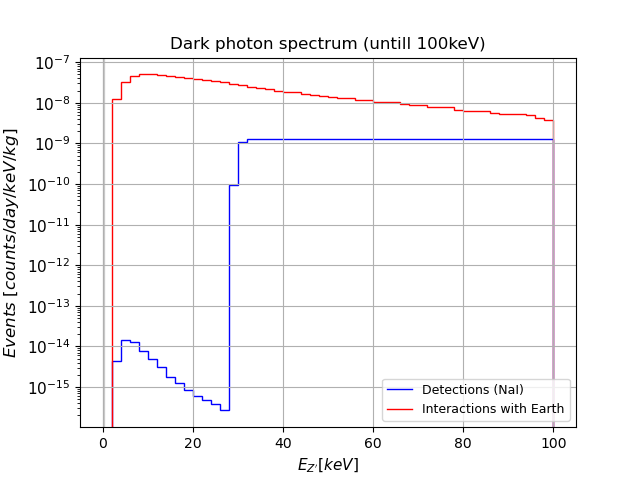 Dark photon spectrum (untill 100keV)
10⁻⁷
10⁻⁸
10⁻⁹
10⁻¹⁰
10⁻¹¹
10⁻¹²
10⁻¹³
10⁻¹⁴
10⁻¹⁵
Events [counts/day/keV/kg]
Detections (NaI)
Interactions with Earth
0 20 40 60 80 100
E_Z'[keV]